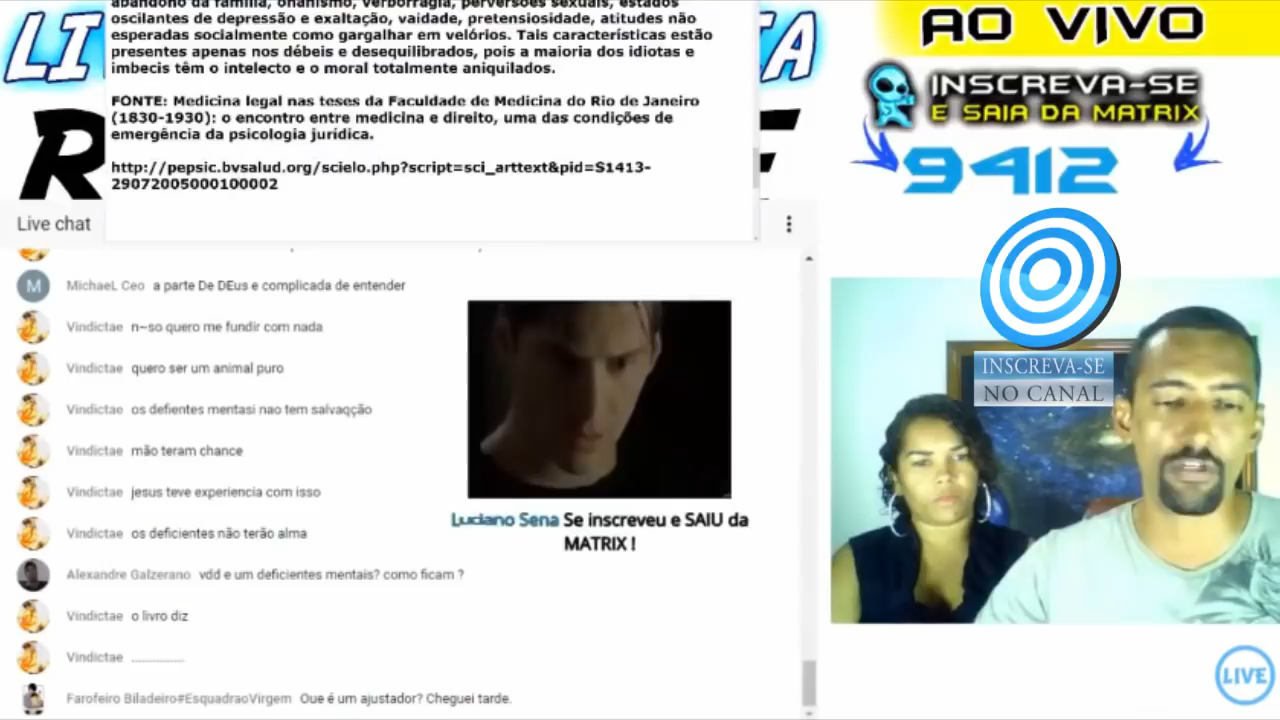 abandono da família, onanismo, verborragia, perversões sexuais, estados
oscilantes de depressão e exaltação, vaidade, pretensiosidade, atitudes não
esperadas socialmente como gargalhar em velórios. Tais características estão
presentes apenas nos débeis e desequilibrados, pois a maioria dos idiotas e
imbecis têm o intelecto e o moral totalmente aniquilados.
FONTE: Medicina legal nas teses da Faculdade de Medicina do Rio de Janeiro
(1830-1930): o encontro entre medicina e direito, uma das condições de
emergência da psicologia jurídica.
http://pepsic.bvsalud.org/scielo.php?script=sci_arttext&pid=S1413-
29072005000100002
Live chat
M MichaeL Ceo a parte De DEus e complicada de entender
Vindictae n~so quero me fundir com nada
Vindictae quero ser um animal puro
Vindictae os defientes mentasi nao tem salvaqção
Vindictae mão teram chance
Vindictae jesus teve experiencia com isso
Vindictae os deficientes não terão alma
Alexandre Galzerano vdd e um deficientes mentais? como ficam ?
Vindictae o livro diz
Vindictae ..................
Farofeiro Biladeiro#EsquadraoVirgem Que é um ajustador? Cheguei tarde.
Luciano Sena Se inscreveu e SAIU da
MATRIX !
AO VIVO
INSCREVA-SE
E SAIA DA MATRIX
9412
INSCREVA-SE
NO CANAL
LIVE